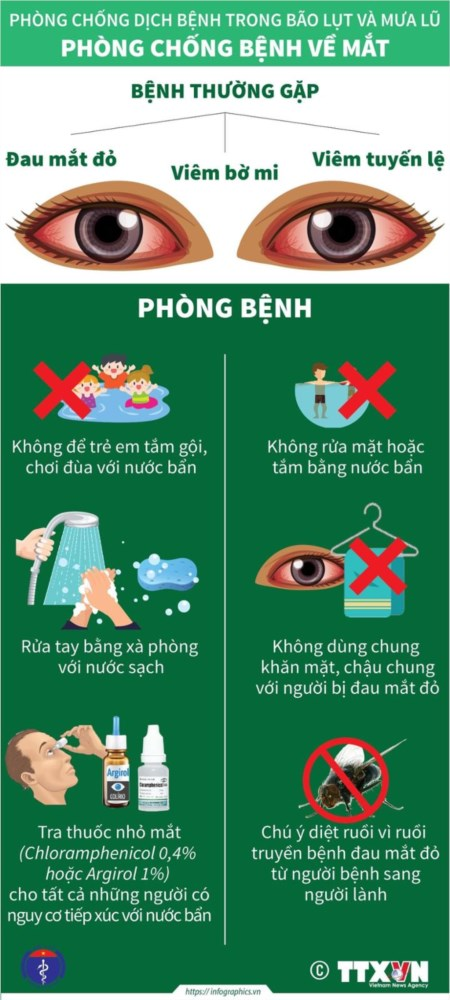 PHÒNG CHỐNG DỊCH BỆNH TRONG BÃO LỤT VÀ MƯA LŨ
PHÒNG CHỐNG BỆNH VỀ MẮT
BỆNH THƯỜNG GẶP
Đau mắt đỏ
Viêm bờ mi
Viêm tuyến lệ
PHÒNG BỆNH
Không để trẻ em tắm gội,
chơi đùa với nước bẩn
Không rửa mặt hoặc
tắm bằng nước bẩn
Rửa tay bằng xà phòng
với nước sạch
Không dùng chung
khăn mặt, chậu chung
với người bị đau mắt đỏ
Argirol
COLÍRIO
Chloramphenicol
Tra thuốc nhỏ mắt
(Chloramphenicol 0,4%
hoặc Argirol 1%)
cho tất cả những người có
nguy cơ tiếp xúc với nước bẩn
Chú ý diệt ruồi vì ruồi
truyền bệnh đau mắt đỏ
từ người bệnh sang
người lành
© TTXVN
Vietnam News Agency
https://infographics.vn